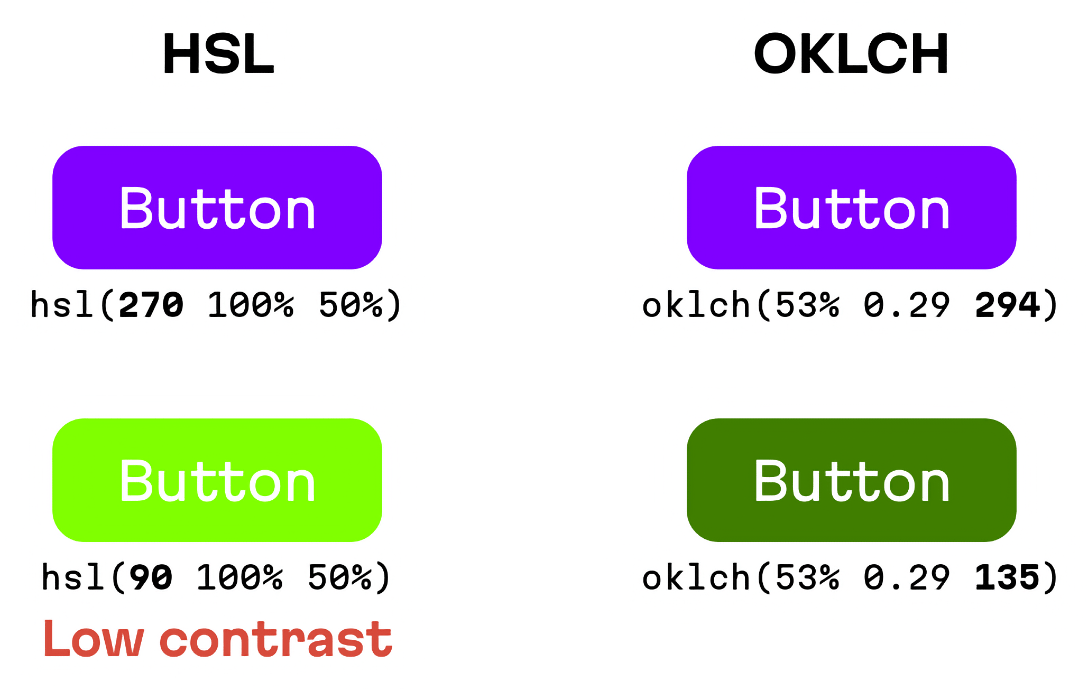 HSL
OKLCH
Button
Button
hsl(270 100% 50%)
oklch(53% 0.29 294)
Button
Button
hsl(90 100% 50%)
oklch(53% 0.29 135)
Low contrast